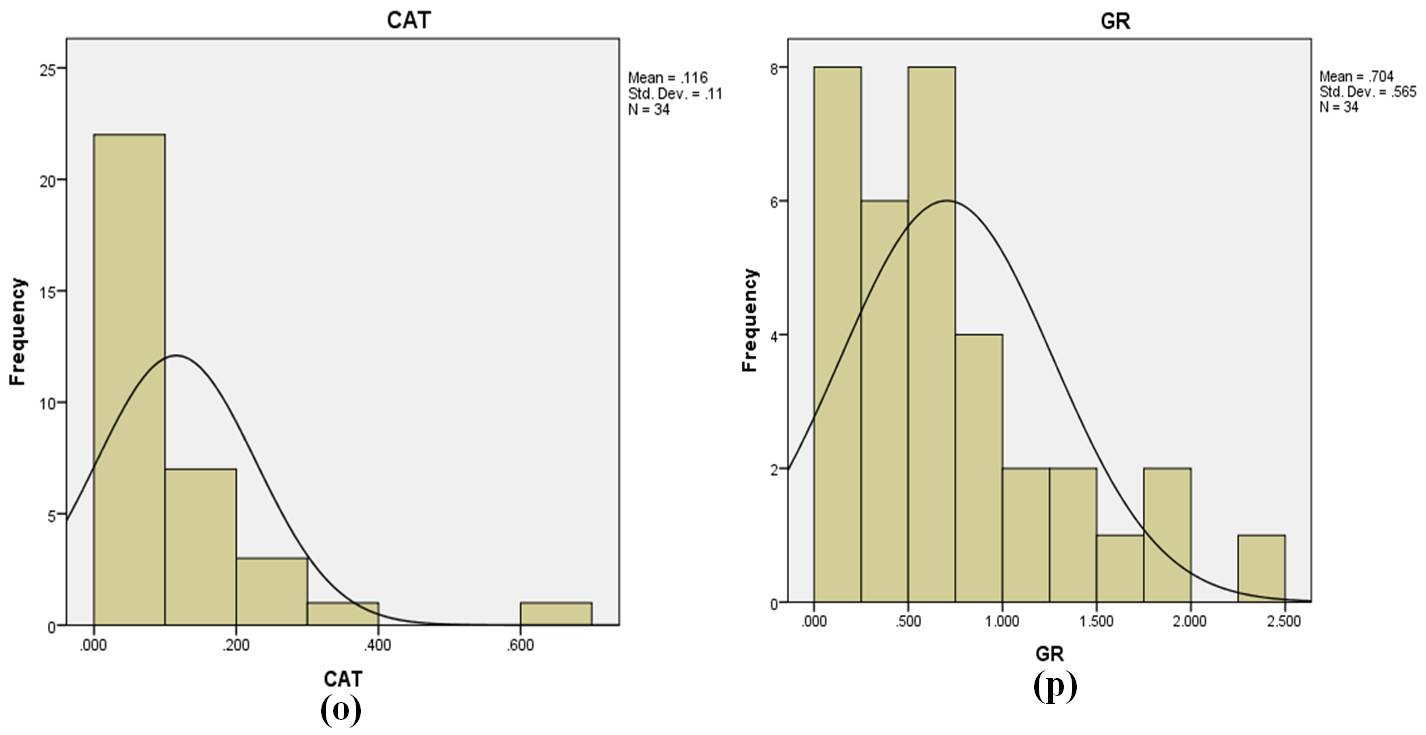 CAT
25
20
15
10
5
0
Frequency
.000
.200
.400
.600
CAT
(o)
Mean = .116
Std. Dev. = .11
N = 34
GR
8
6
4
2
0
Frequency
.000
.500
1.000
1.500
2.000
2.500
GR
(p)
Mean = .704
Std. Dev. = .565
N = 34